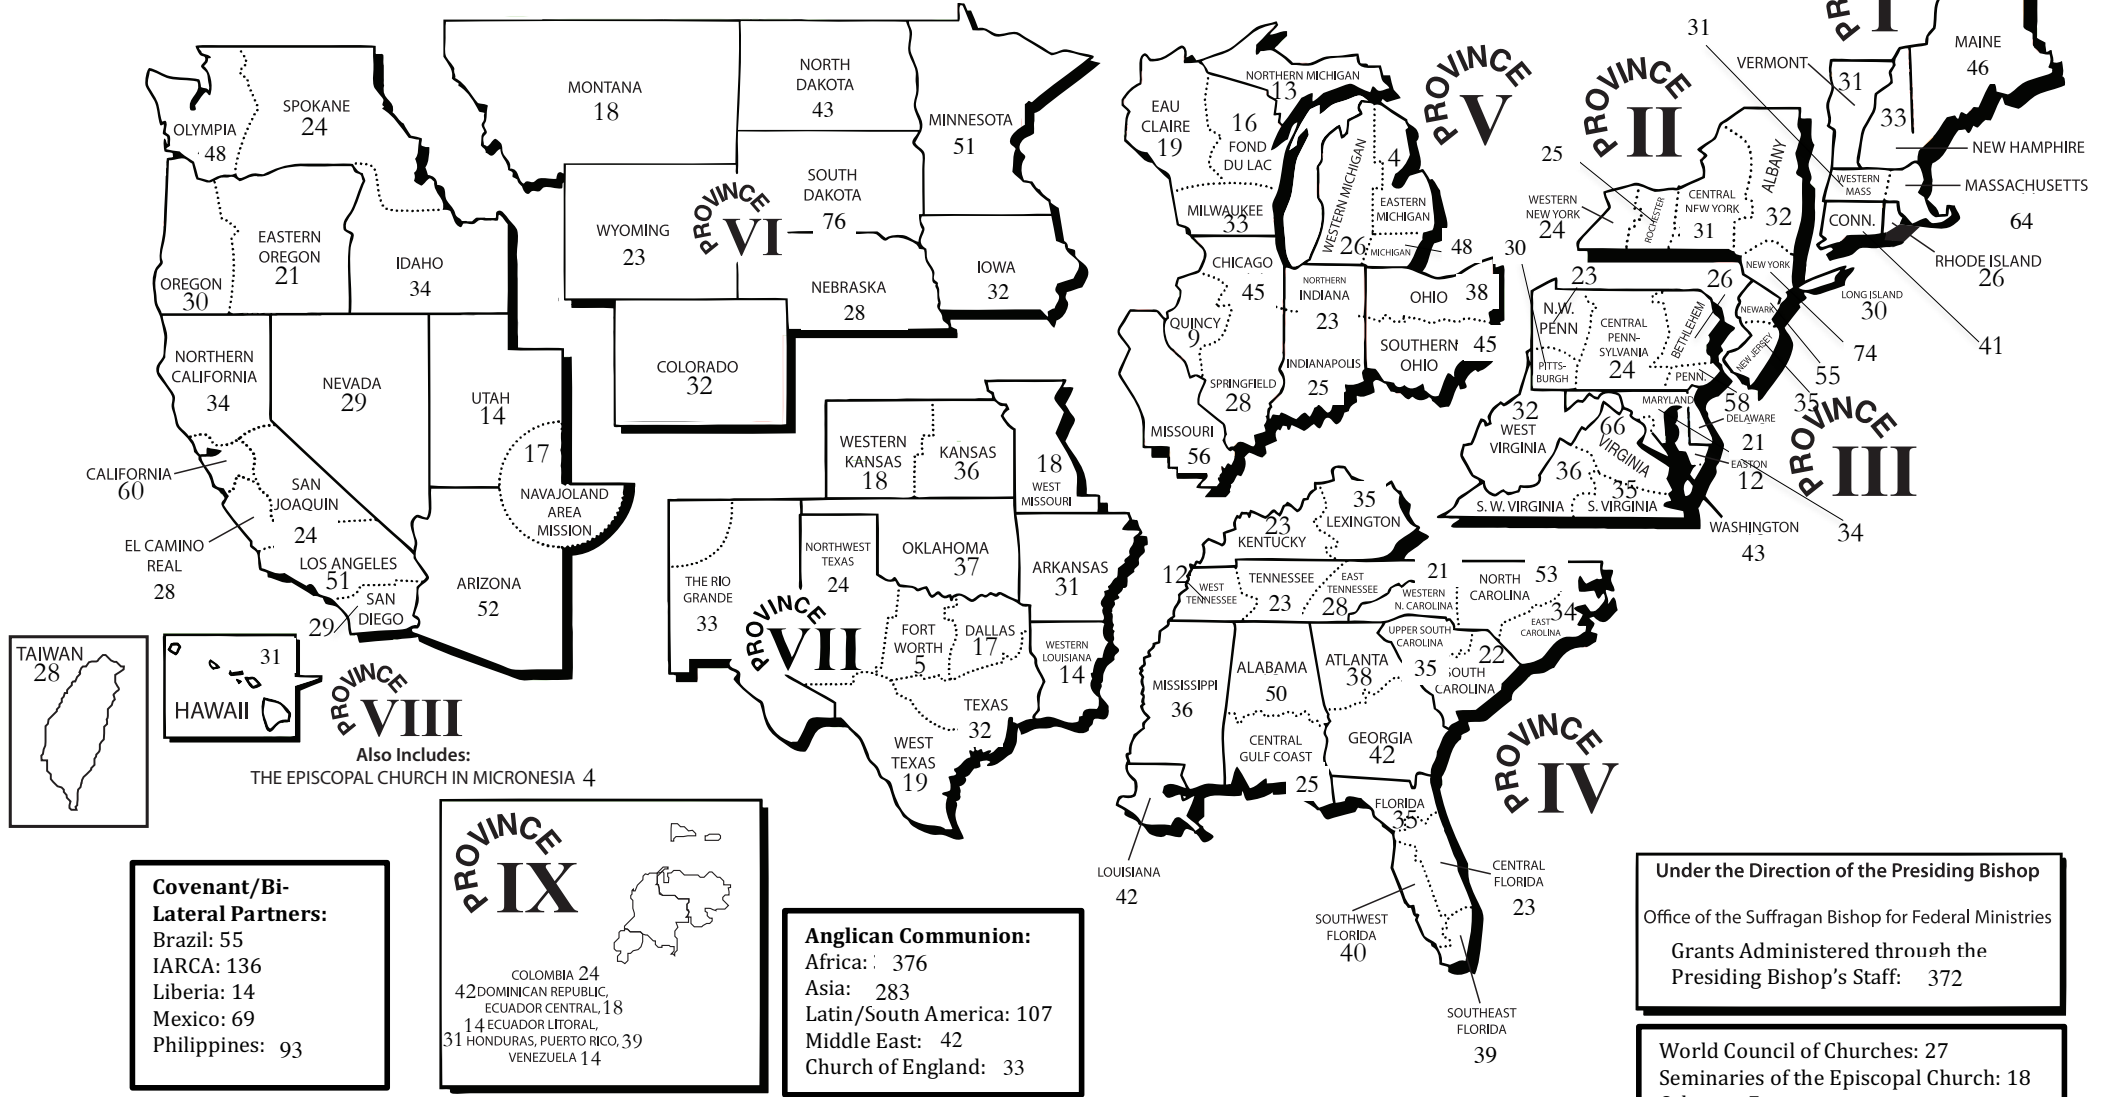 SPOKANE
24
OLYMPIA
48
EASTERN
OREGON
21
OREGON
30
IDAHO
34
NORTHERN
CALIFORNIA
34
NEVADA
29
UTAH
14
17
NAVAJOLAND
AREA
MISSION
CALIFORNIA
60
SAN
JOAQUIN
24
EL CAMINO
REAL
28
LOS ANGELES
51
SAN
DIEGO
29
ARIZONA
52
TAIWAN
28
31
HAWAII
PROVINCE
VIII
Also Includes:
THE EPISCOPAL CHURCH IN MICRONESIA 4
MONTANA
18
NORTH
DAKOTA
43
MINNESOTA
51
SOUTH
DAKOTA
76
WYOMING
23
PROVINCE
VI
NEBRASKA
28
IOWA
32
COLORADO
32
WESTERN
KANSAS
18
KANSAS
36
18
WEST
MISSOURI
THE RIO
GRANDE
33
NORTHWEST
TEXAS
24
OKLAHOMA
37
ARKANSAS
31
PROVINCE
VII
FORT
WORTH
5
DALLAS
17
WESTERN
LOUISIANA
14
TEXAS
32
WEST
TEXAS
19
NORTHERN MICHIGAN
13
EAU
CLAIRE
19
16
FOND
DU LAC
MILWAUKEE
33
WESTERN MICHIGAN
26
4
EASTERN
MICHIGAN
MICHIGAN
48
PROVINCE
V
CHICAGO
45
QUINCY
9
SPRINGFIELD
28
NORTHERN
INDIANA
23
INDIANAPOLIS
25
OHIO
38
SOUTHERN
OHIO
45
MISSOURI
56
PROVINCE
II
WESTERN
NEW YORK
24
25
ROCHESTER
CENTRAL
NEW YORK
31
ALBANY
32
NEW YORK
74
LONG ISLAND
30
NEWARK
55
NEW JERSEY
35
PROVINCE
I
MAINE
46
VERMONT
31
33
NEW HAMPHIRE
31
WESTERN
MASS
MASSACHUSETTS
64
CONN.
41
RHODE ISLAND
26
30
23
N.W.
PENN
PITTS-
BURGH
CENTRAL
PENN-
SYLVANIA
24
26
BETHLEHEM
PENN.
58
MARYLAND
34
DELAWARE
21
EASTON
12
WASHINGTON
43
32
WEST
VIRGINIA
66
VIRGINIA
36
S. W. VIRGINIA
35
S. VIRGINIA
PROVINCE
III
35
LEXINGTON
23
KENTUCKY
12
WEST
TENNESSEE
TENNESSEE
23
EAST
TENNESSEE
28
21
WESTERN
N. CAROLINA
NORTH
CAROLINA
53
34
EAST
CAROLINA
UPPER SOUTH
CAROLINA
35
22
SOUTH
CAROLINA
MISSISSIPPI
36
ALABAMA
50
ATLANTA
38
CENTRAL
GULF COAST
25
GEORGIA
42
PROVINCE
IV
LOUISIANA
42
FLORIDA
35
CENTRAL
FLORIDA
23
SOUTHWEST
FLORIDA
40
SOUTHEAST
FLORIDA
39
Covenant/Bi-
Lateral Partners:
Brazil: 55
IARCA: 136
Liberia: 14
Mexico: 69
Philippines: 93
PROVINCE
IX
COLOMBIA 24
42 DOMINICAN REPUBLIC,
ECUADOR CENTRAL, 18
14 ECUADOR LITORAL,
31 HONDURAS, PUERTO RICO, 39
VENEZUELA 14
Anglican Communion:
Africa: 376
Asia: 283
Latin/South America: 107
Middle East: 42
Church of England: 33
Under the Direction of the Presiding Bishop
Office of the Suffragan Bishop for Federal Ministries
Grants Administered through the
Presiding Bishop's Staff: 372
World Council of Churches: 27
Seminaries of the Episcopal Church: 18